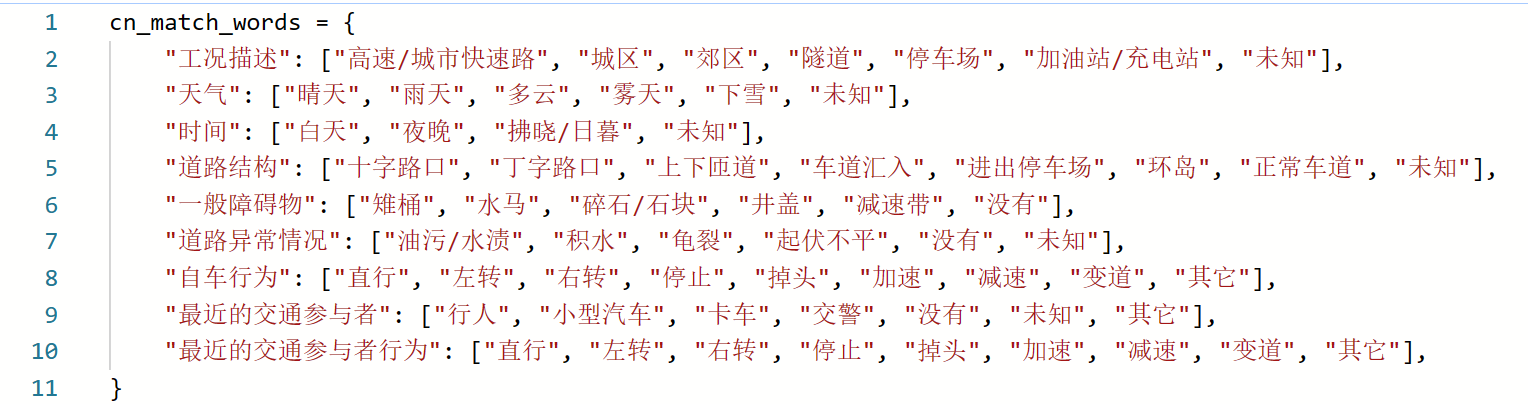 1 cn_match_words = {
2 "工况描述": ["高速/城市快速路", "城区", "郊区", "隧道", "停车场", "加油站/充电站", "未知"],
3 "天气": ["晴天", "雨天", "多云", "雾天", "下雪", "未知"],
4 "时间": ["白天", "夜晚", "拂晓/日暮", "未知"],
5 "道路结构": ["十字路口", "丁字路口", "上下匝道", "车道汇入", "进出停车场", "环岛", "正常车道", "未知"],
6 "一般障碍物": ["雉桶", "水马", "碎石/石块", "井盖", "减速带", "没有"],
7 "道路异常情况": ["油污/水渍", "积水", "龟裂", "起伏不平", "没有", "未知"],
8 "自车行为": ["直行", "左转", "右转", "停止", "掉头", "加速", "减速", "变道", "其它"],
9 "最近的交通参与者": ["行人", "小型汽车", "卡车", "交警", "没有", "未知", "其它"],
10 "最近的交通参与者行为": ["直行", "左转", "右转", "停止", "掉头", "加速", "减速", "变道", "其它"],
11 }